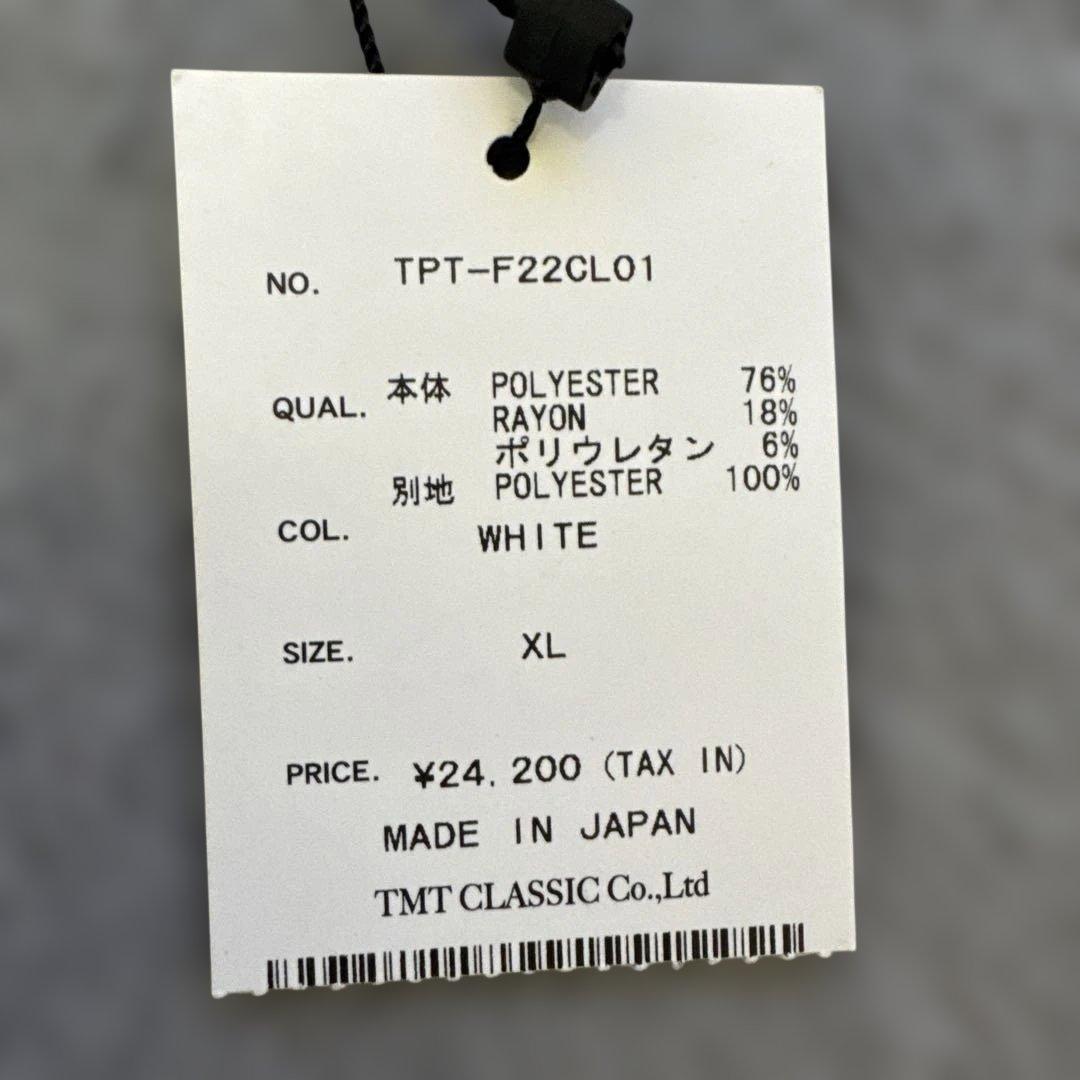 NO. TPT-F22CL01
QUAL. 本体 POLYESTER 76%
RAYON 18%
ポリウレタン 6%
別地 POLYESTER 100%
COL. WHITE
SIZE. XL
PRICE. ¥24,200 (TAX IN)
MADE IN JAPAN
TMT CLASSIC Co.,Ltd